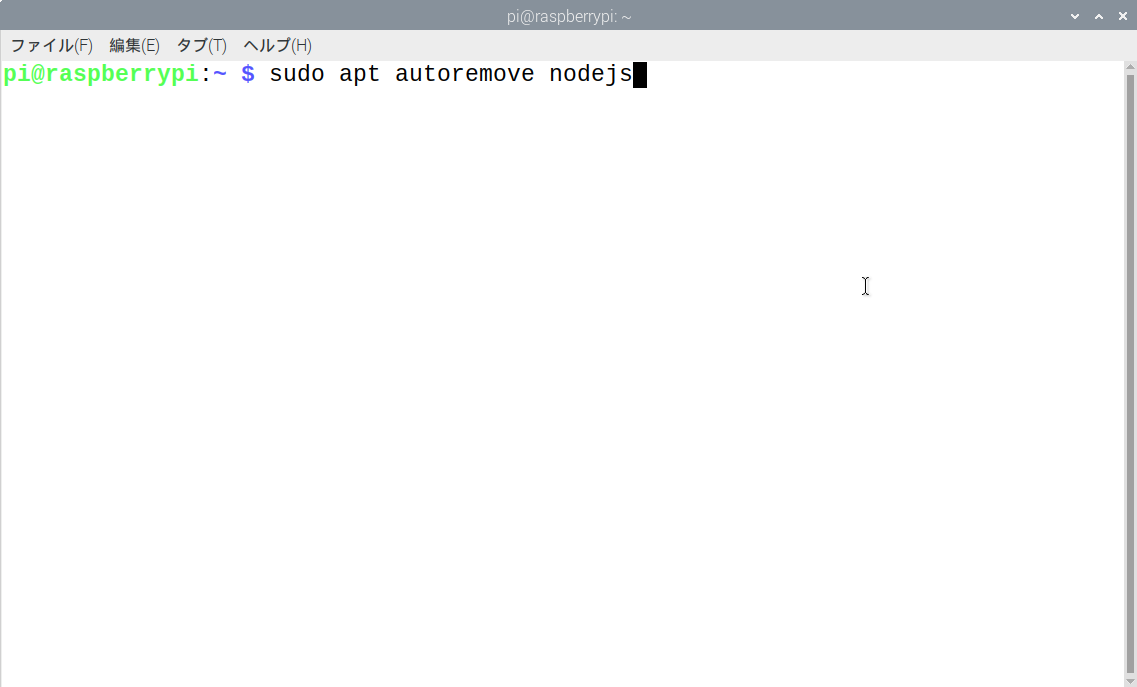 pi@raspberrypi: ~
ファイル(F) 編集(E) タブ(T) ヘルプ(H)
pi@raspberrypi:~ $ sudo apt autoremove nodejs